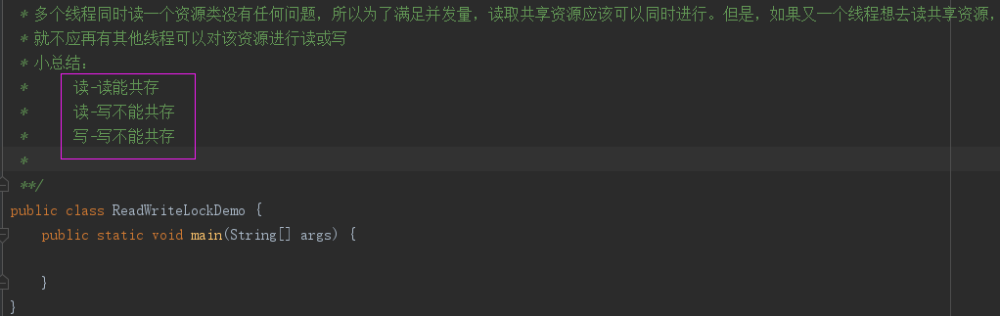 * 多个线程同时读一个资源类没有任何问题，所以为了满足并发量，读取共享资源应该可以同时进行。但是，如果又一个线程想去读共享资源，
* 就不应再有其他线程可以对该资源进行读或写
* 小总结：
* 读-读能共存
* 读-写不能共存
* 写-写不能共存
*
**/
public class ReadWriteLockDemo {
public static void main(String[] args) {
}
}